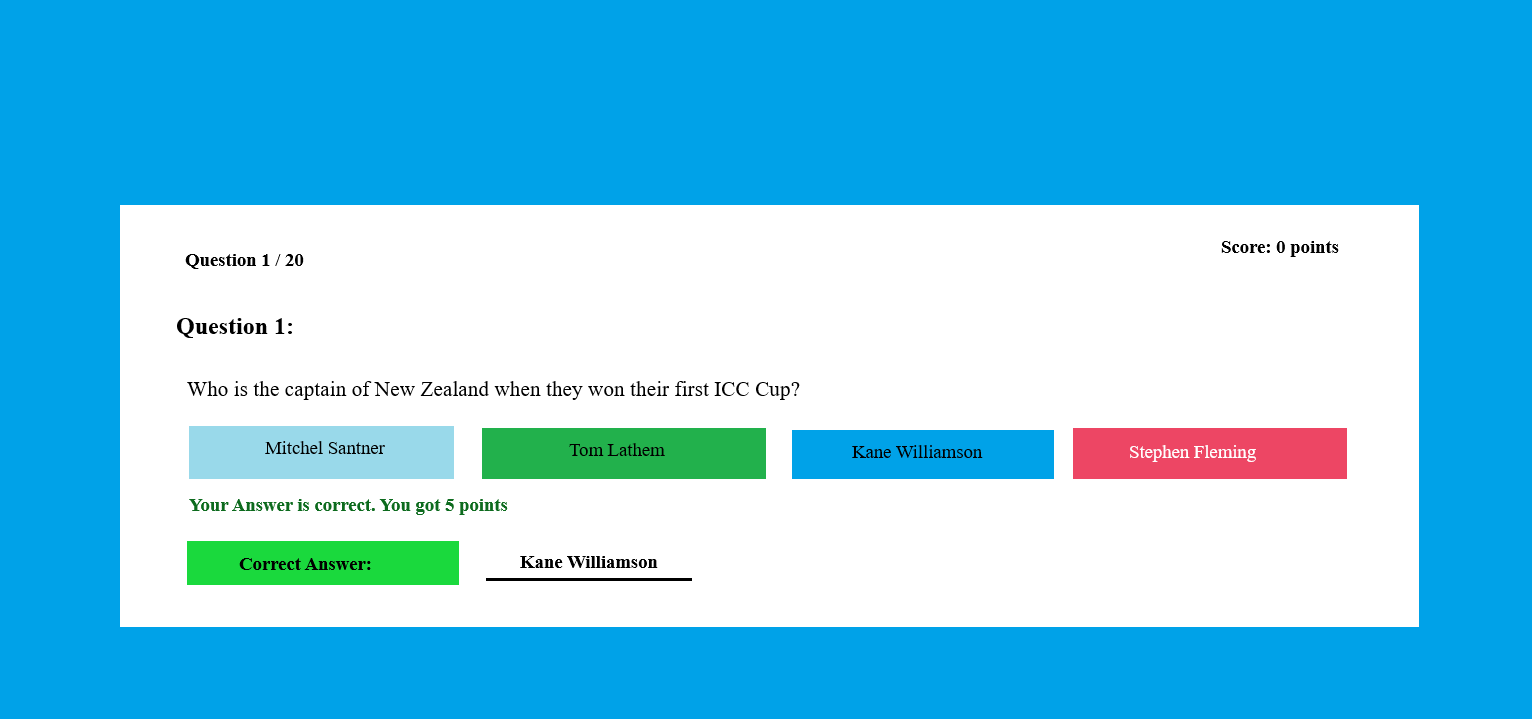 Score: 0 points
Question 1 / 20
Question 1:
Who is the captain of New Zealand when they won their first ICC Cup?
Mitchel Santner
Tom Lathem
Kane Williamson
Stephen Fleming
Your Answer is correct. You got 5 points
Correct Answer:
Kane Williamson